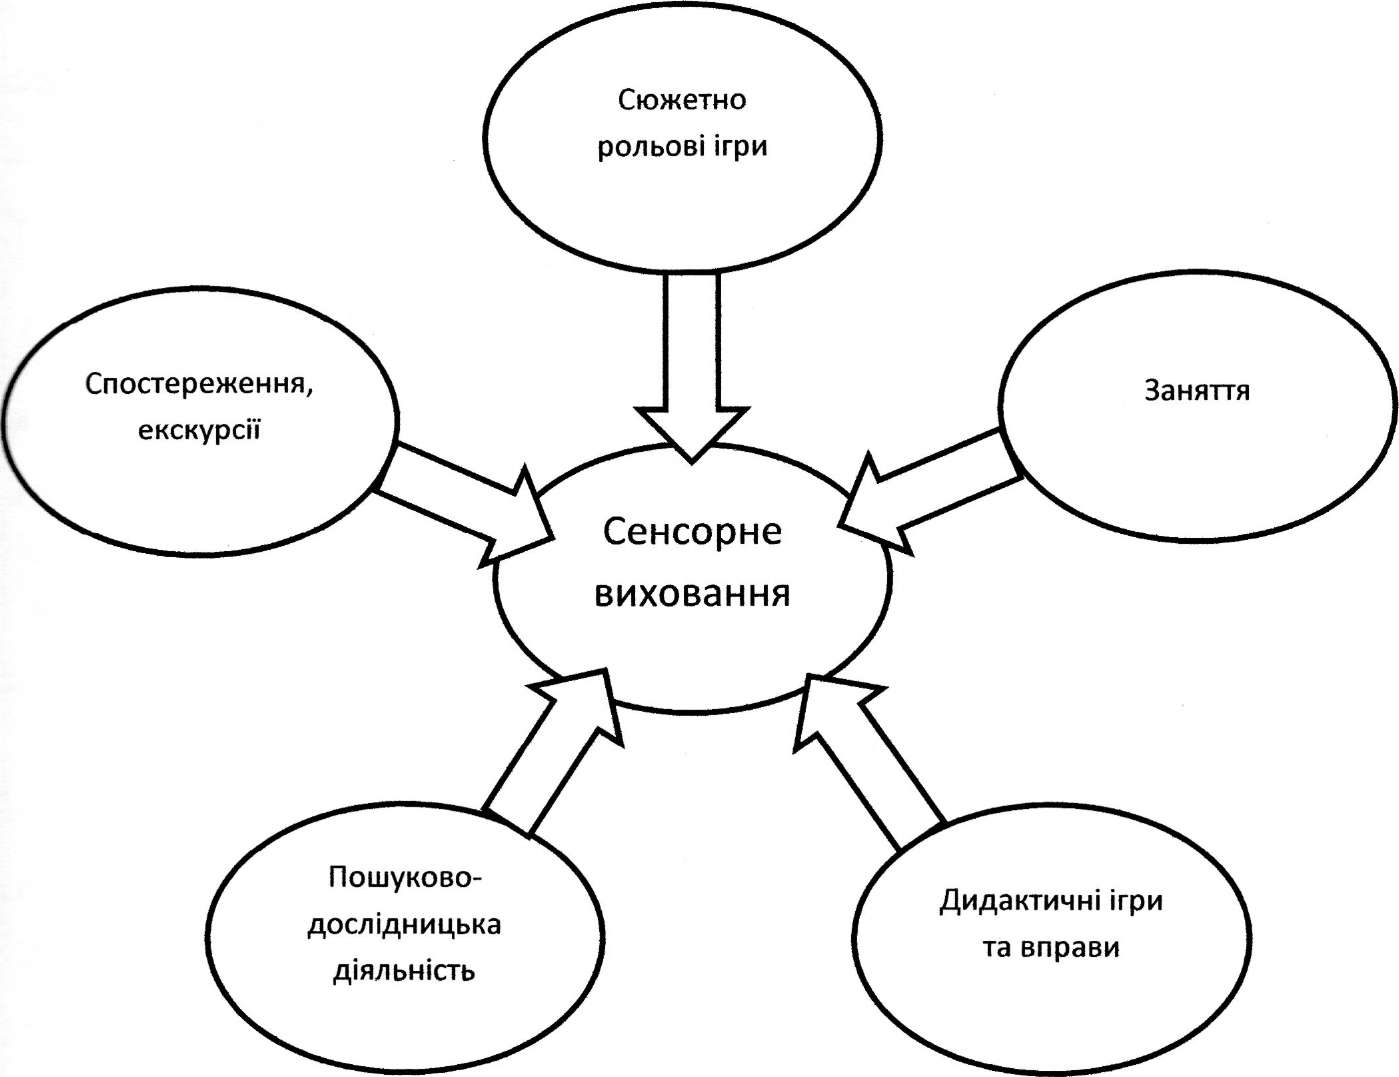 Сюжетно
рольові ігри
Спостереження,
екскурсії
Заняття
Сенсорне
виховання
Пошуково-
дослідницька
діяльність
Дидактичні ігри
та вправи